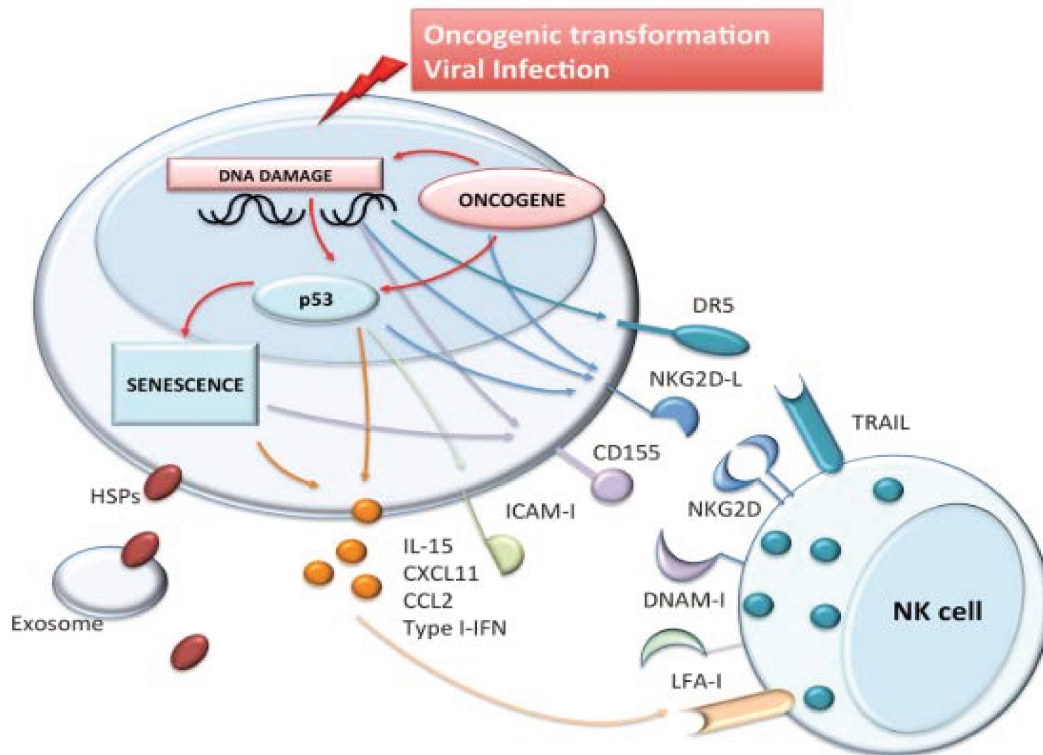 Oncogenic transformation
Viral Infection
DNA DAMAGE
ONCOGENE
p53
SENESCENCE
DR5
NKG2D-L
TRAIL
CD155
NKG2D
HSPs
ICAM-I
IL-15
CXCL11
CCL2
Type I-IFN
DNAM-I
NK cell
Exosome
LFA-I